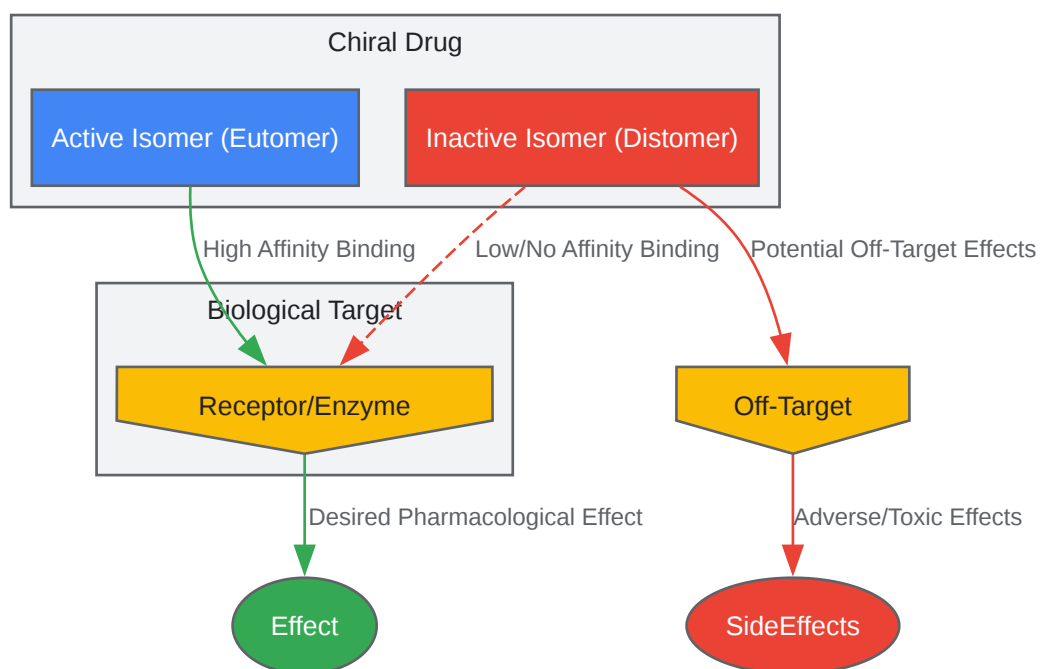 Chiral Drug
Active Isomer (Eutomer)
Inactive Isomer (Distomer)
High Affinity Binding
Low/No Affinity Binding
Potential Off-Target Effects
Biological Target
Receptor/Enzyme
Off-Target
Desired Pharmacological Effect
Adverse/Toxic Effects
Effect
SideEffects